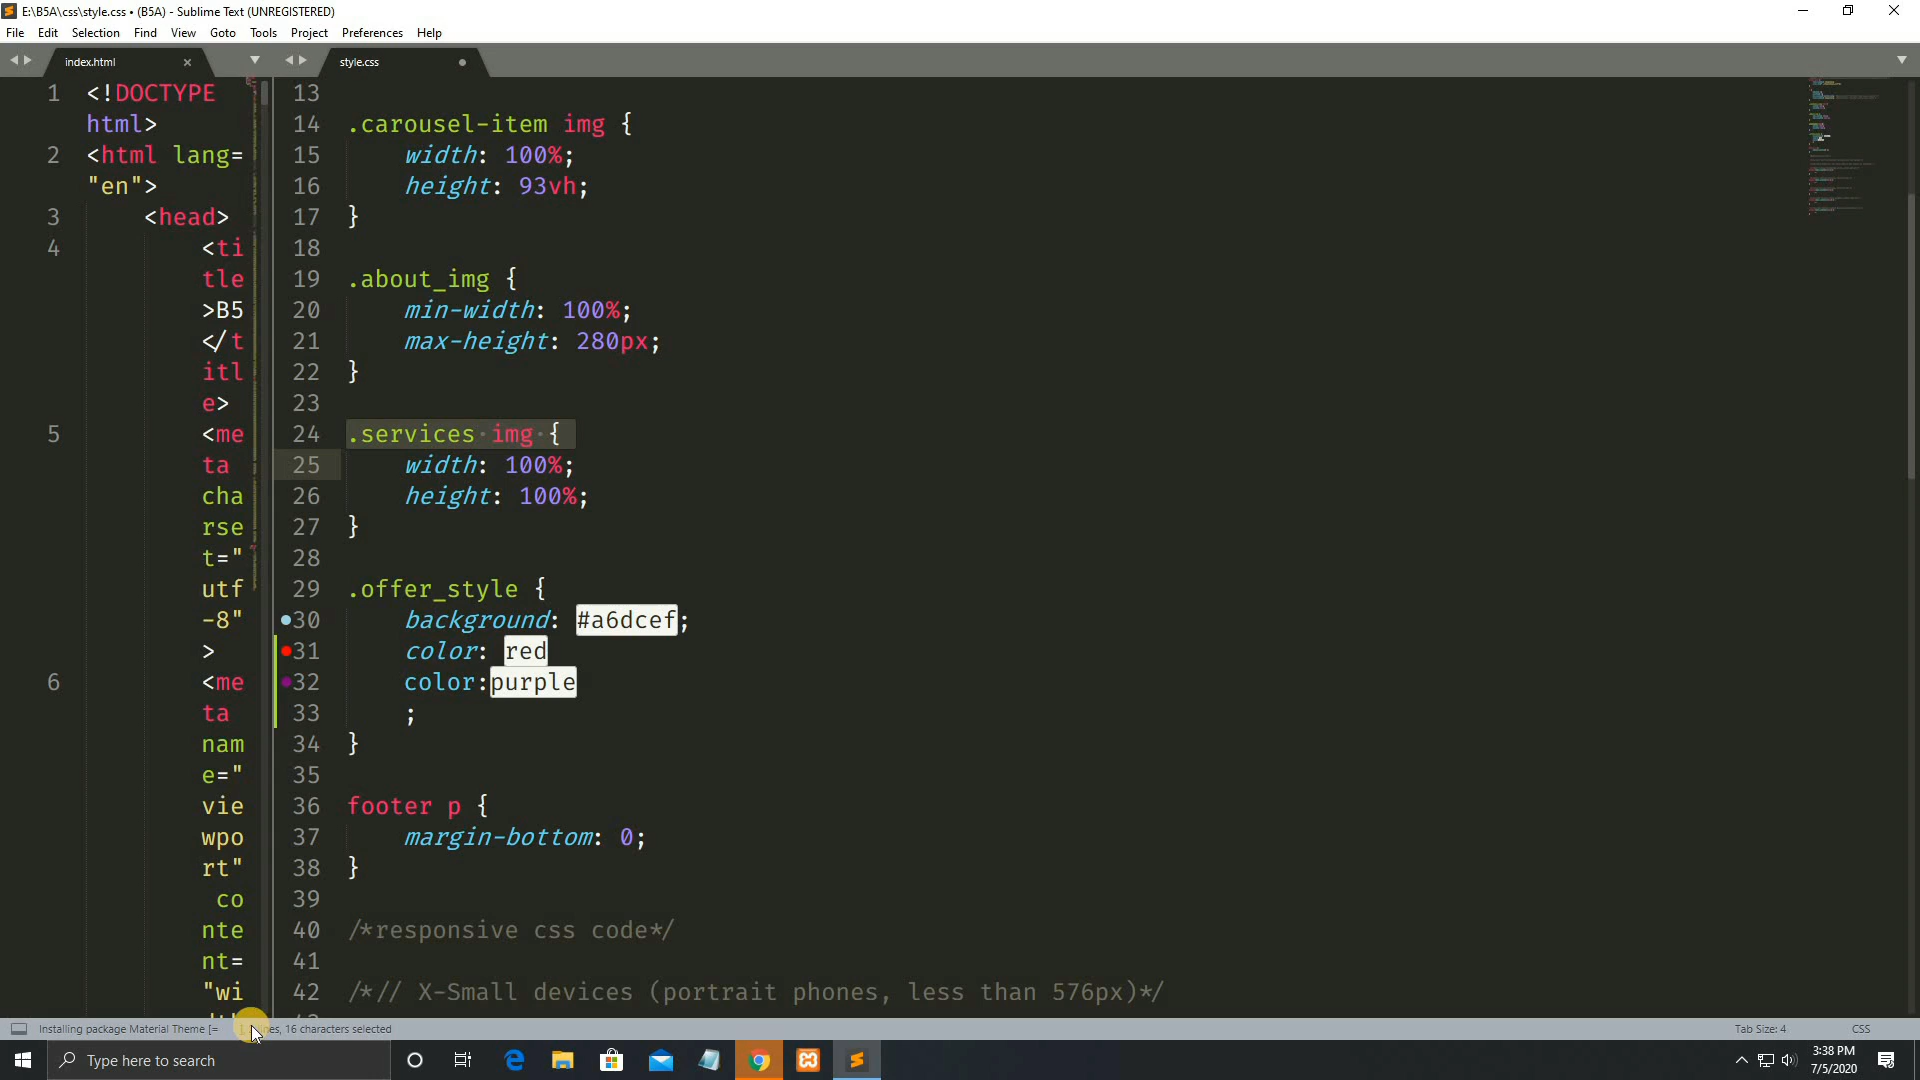 E:\B5A\css\style.css • (B5A) - Sublime Text (UNREGISTERED)
File Edit Selection Find View Goto Tools Project Preferences Help
index.html
style.css
1 <!DOCTYPE
html>
2 <html lang=
"en">
3 <head>
4 <ti
tle
>B5
</t
itl
e>
5 <me
ta
cha
rse
t="
utf
-8"
>
6 <me
ta
nam
e="
vie
wpo
rt"
co
nte
nt=
"wi
13
14 .carousel-item img {
15 width: 100%;
16 height: 93vh;
17 }
18
19 .about_img {
20 min-width: 100%;
21 max-height: 280px;
22 }
23
24 .services img {
25 width: 100%;
26 height: 100%;
27 }
28
29 .offer_style {
30 background: #a6dcef;
31 color: red
32 color:purple
33 ;
34 }
35
36 footer p {
37 margin-bottom: 0;
38 }
39
40 /*responsive css code*/
41
42 /*// X-Small devices (portrait phones, less than 576px)*/
Installing package Material Theme [= lines, 16 characters selected
Tab Size: 4 CSS
Type here to search
3:38 PM
7/5/2020